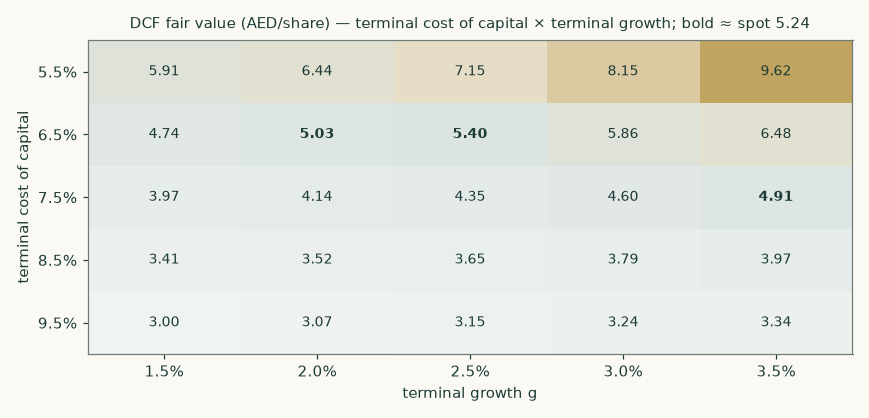 DCF fair value (AED/share) — terminal cost of capital × terminal growth; bold ≈ spot 5.24
terminal cost of capital
5.5% 5.91 6.44 7.15 8.15 9.62
6.5% 4.74 5.03 5.40 5.86 6.48
7.5% 3.97 4.14 4.35 4.60 4.91
8.5% 3.41 3.52 3.65 3.79 3.97
9.5% 3.00 3.07 3.15 3.24 3.34
1.5% 2.0% 2.5% 3.0% 3.5%
terminal growth g